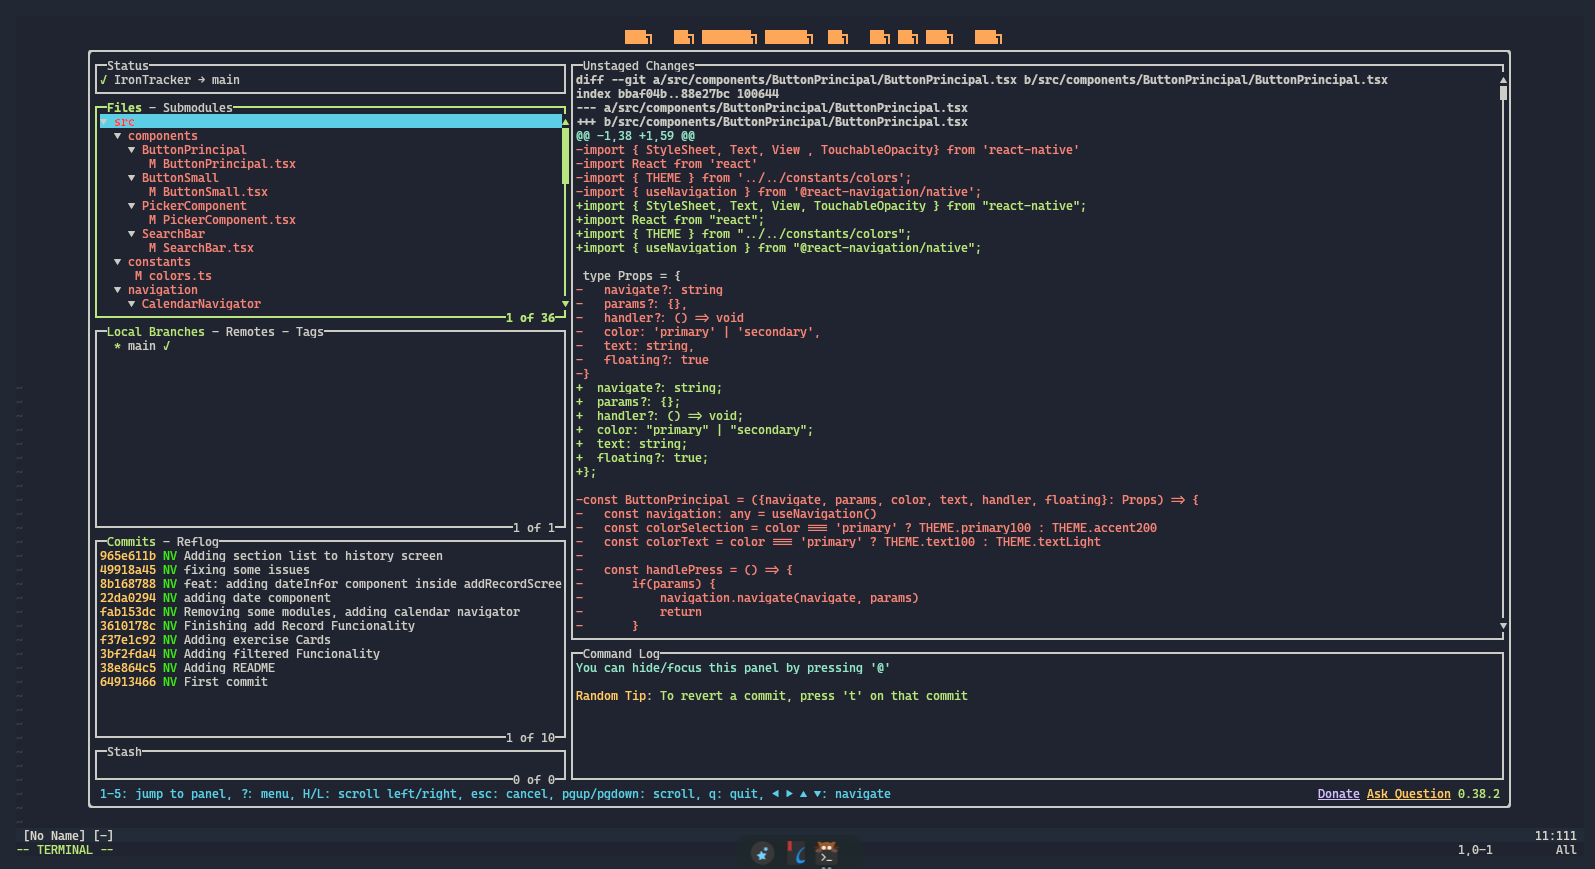 Status
✓ IronTracker → main
Files – Submodules
▼ src
▼ components
▼ ButtonPrincipal
M ButtonPrincipal.tsx
▼ ButtonSmall
M ButtonSmall.tsx
▼ PickerComponent
M PickerComponent.tsx
▼ SearchBar
M SearchBar.tsx
▼ constants
M colors.ts
▼ navigation
▼ CalendarNavigator
1 of 36
Local Branches – Remotes – Tags
* main ✓
1 of 1
Commits – Reflog
965e611b NV Adding section list to history screen
49918a45 NV fixing some issues
8b168788 NV feat: adding dateInfor component inside addRecordScree
22da0294 NV adding date component
fab153dc NV Removing some modules, adding calendar navigator
3610178c NV Finishing add Record Funcionality
f37e1c92 NV Adding exercise Cards
3bf2fda4 NV Adding filtered Funcionality
38e864c5 NV Adding README
64913466 NV First commit
1 of 10
Stash
0 of 0
Unstaged Changes
diff --git a/src/components/ButtonPrincipal/ButtonPrincipal.tsx b/src/components/ButtonPrincipal/ButtonPrincipal.tsx
index bbaf04b..88e27bc 100644
--- a/src/components/ButtonPrincipal/ButtonPrincipal.tsx
+++ b/src/components/ButtonPrincipal/ButtonPrincipal.tsx
@@ -1,38 +1,59 @@
-import { StyleSheet, Text, View , TouchableOpacity} from 'react-native'
-import React from 'react'
-import { THEME } from '../../constants/colors';
-import { useNavigation } from '@react-navigation/native';
+import { StyleSheet, Text, View, TouchableOpacity } from "react-native";
+import React from "react";
+import { THEME } from "../../constants/colors";
+import { useNavigation } from "@react-navigation/native";
type Props = {
-   navigate?: string
-   params?: {},
-   handler?: () => void
-   color: 'primary' | 'secondary',
-   text: string,
-   floating?: true
-}
+  navigate?: string;
+  params?: {};
+  handler?: () => void;
+  color: "primary" | "secondary";
+  text: string;
+  floating?: true;
+};
-const ButtonPrincipal = ({navigate, params, color, text, handler, floating}: Props) => {
-   const navigation: any = useNavigation()
-   const colorSelection = color === 'primary' ? THEME.primary100 : THEME.accent200
-   const colorText = color === 'primary' ? THEME.text100 : THEME.textLight
-
-   const handlePress = () => {
-       if(params) {
-           navigation.navigate(navigate, params)
-           return
-       }
Command Log
You can hide/focus this panel by pressing '@'
Random Tip: To revert a commit, press 't' on that commit
1-5: jump to panel, ?: menu, H/L: scroll left/right, esc: cancel, pgup/pgdown: scroll, q: quit, ◄ ► ▲ ▼: navigate
Donate Ask Question 0.38.2
[No Name] [-]
11:111
-- TERMINAL --
1,0-1
All